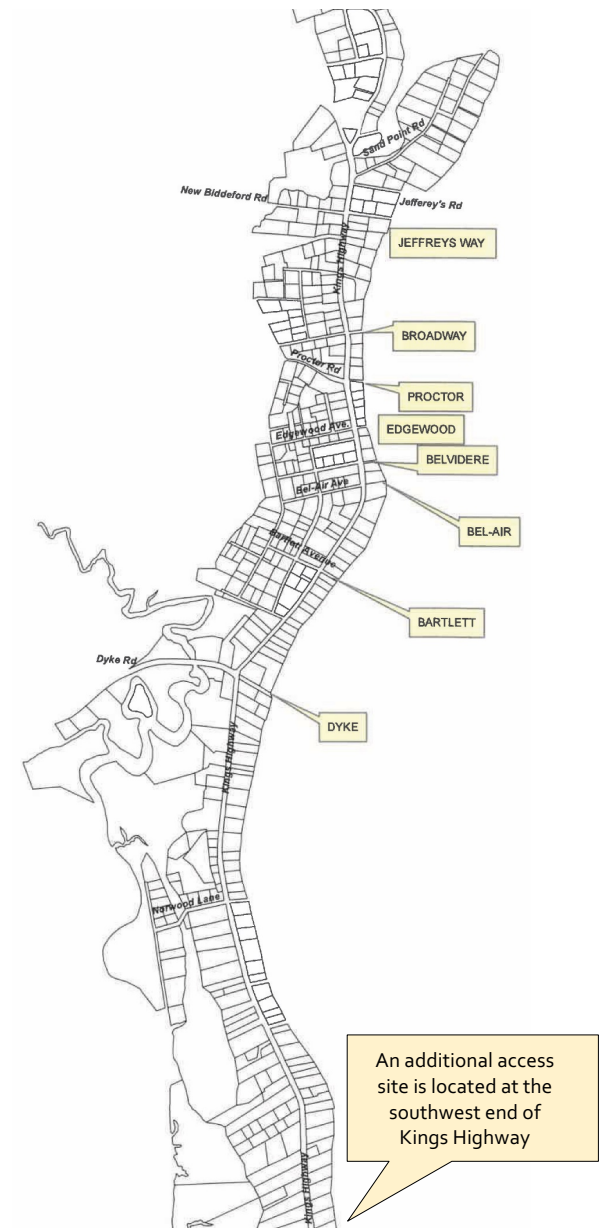 Sand Point Rd
New Biddeford Rd
Jefferey's Rd
JEFFREYS WAY
Kings Highway
BROADWAY
Procter Rd
PROCTOR
EDGEWOOD
Edgewood Ave.
BELVIDERE
Bel-Air Ave
BEL-AIR
Bartlett Avenue
BARTLETT
Dyke Rd
DYKE
Kings Highway
Norwood Lane
An additional access
site is located at the
southwest end of
Kings Highway
Kings Highway